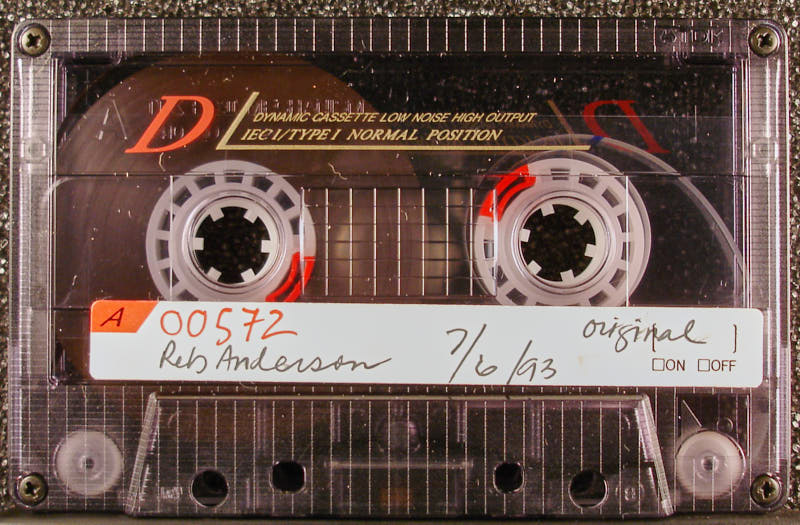 D
DYNAMIC CASSETTE LOW NOISE HIGH OUTPUT
IEC I/TYPE I NORMAL POSITION
A 00572
Reb Anderson 7/6/93 original 1
ON OFF